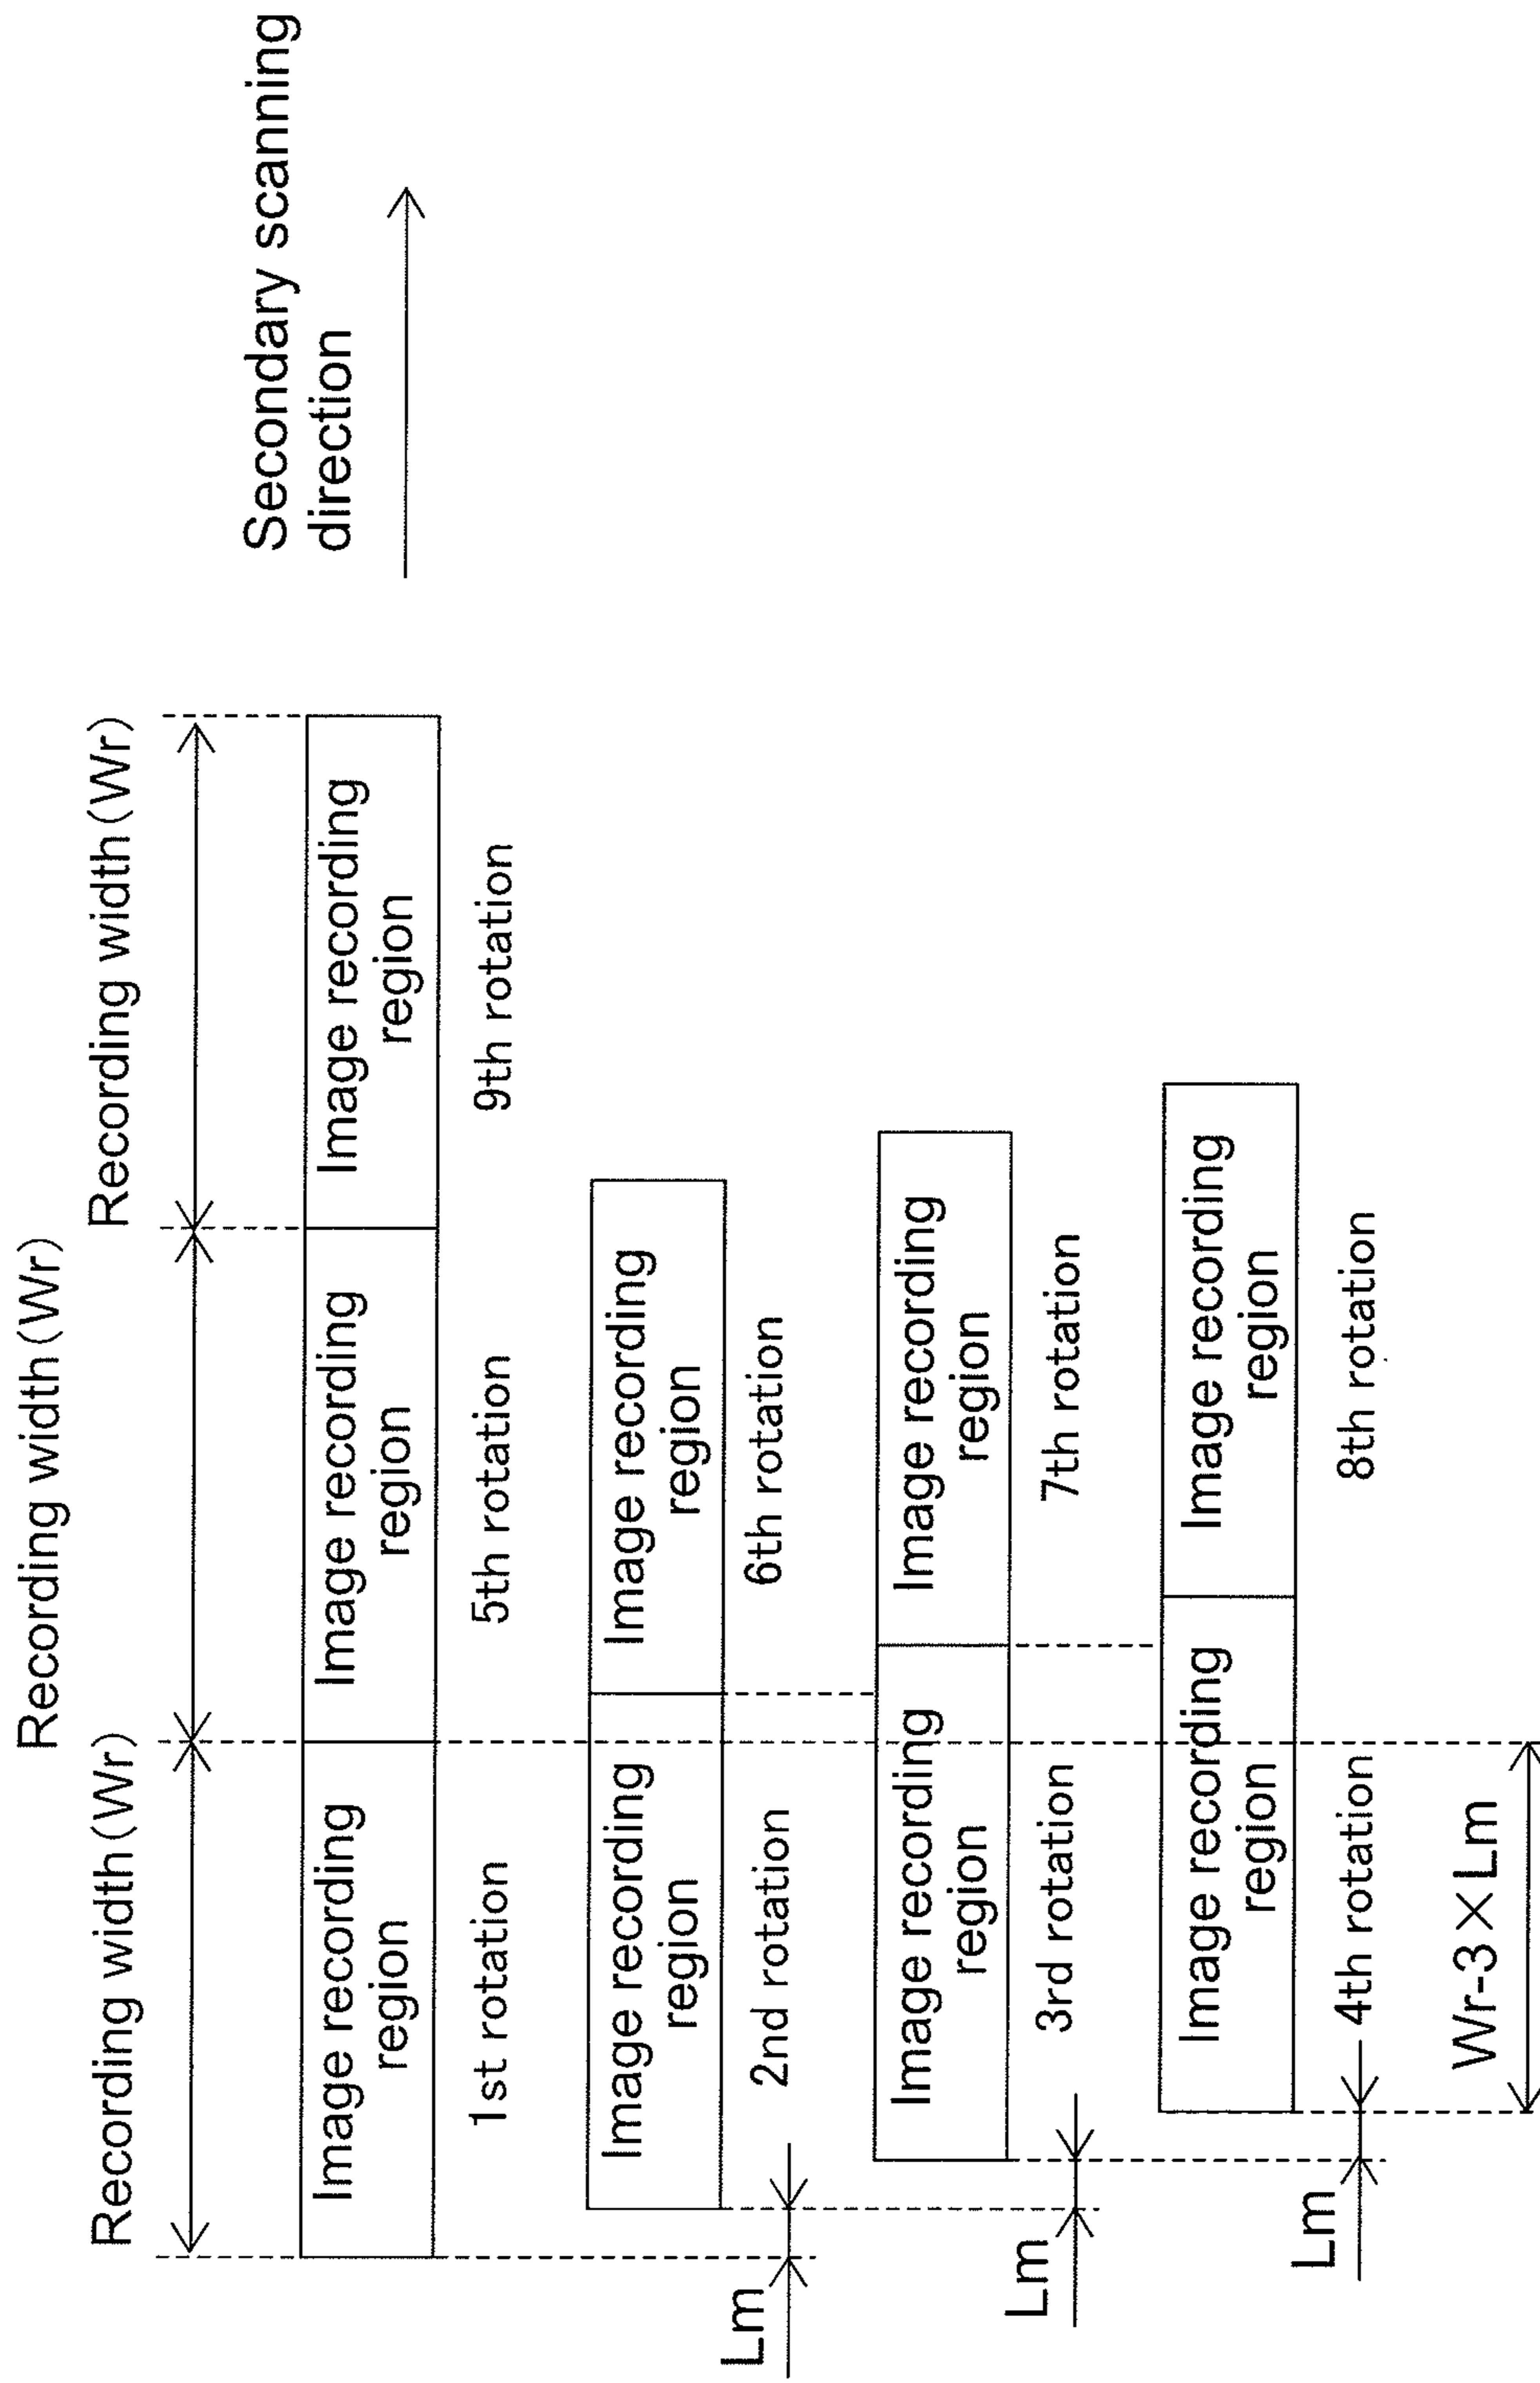 Recording width(Wr)
Recording width(Wr)
Recording width(Wr)
Secondary scanning
direction
Image recording
region
Image recording
region
Image recording
region
1st rotation
5th rotation
9th rotation
Image recording
region
Image recording
region
Lm
2nd rotation
6th rotation
Image recording
region
Image recording
region
Lm
3rd rotation
7th rotation
Image recording
region
Image recording
region
Lm
4th rotation
8th rotation
Wr-3×Lm